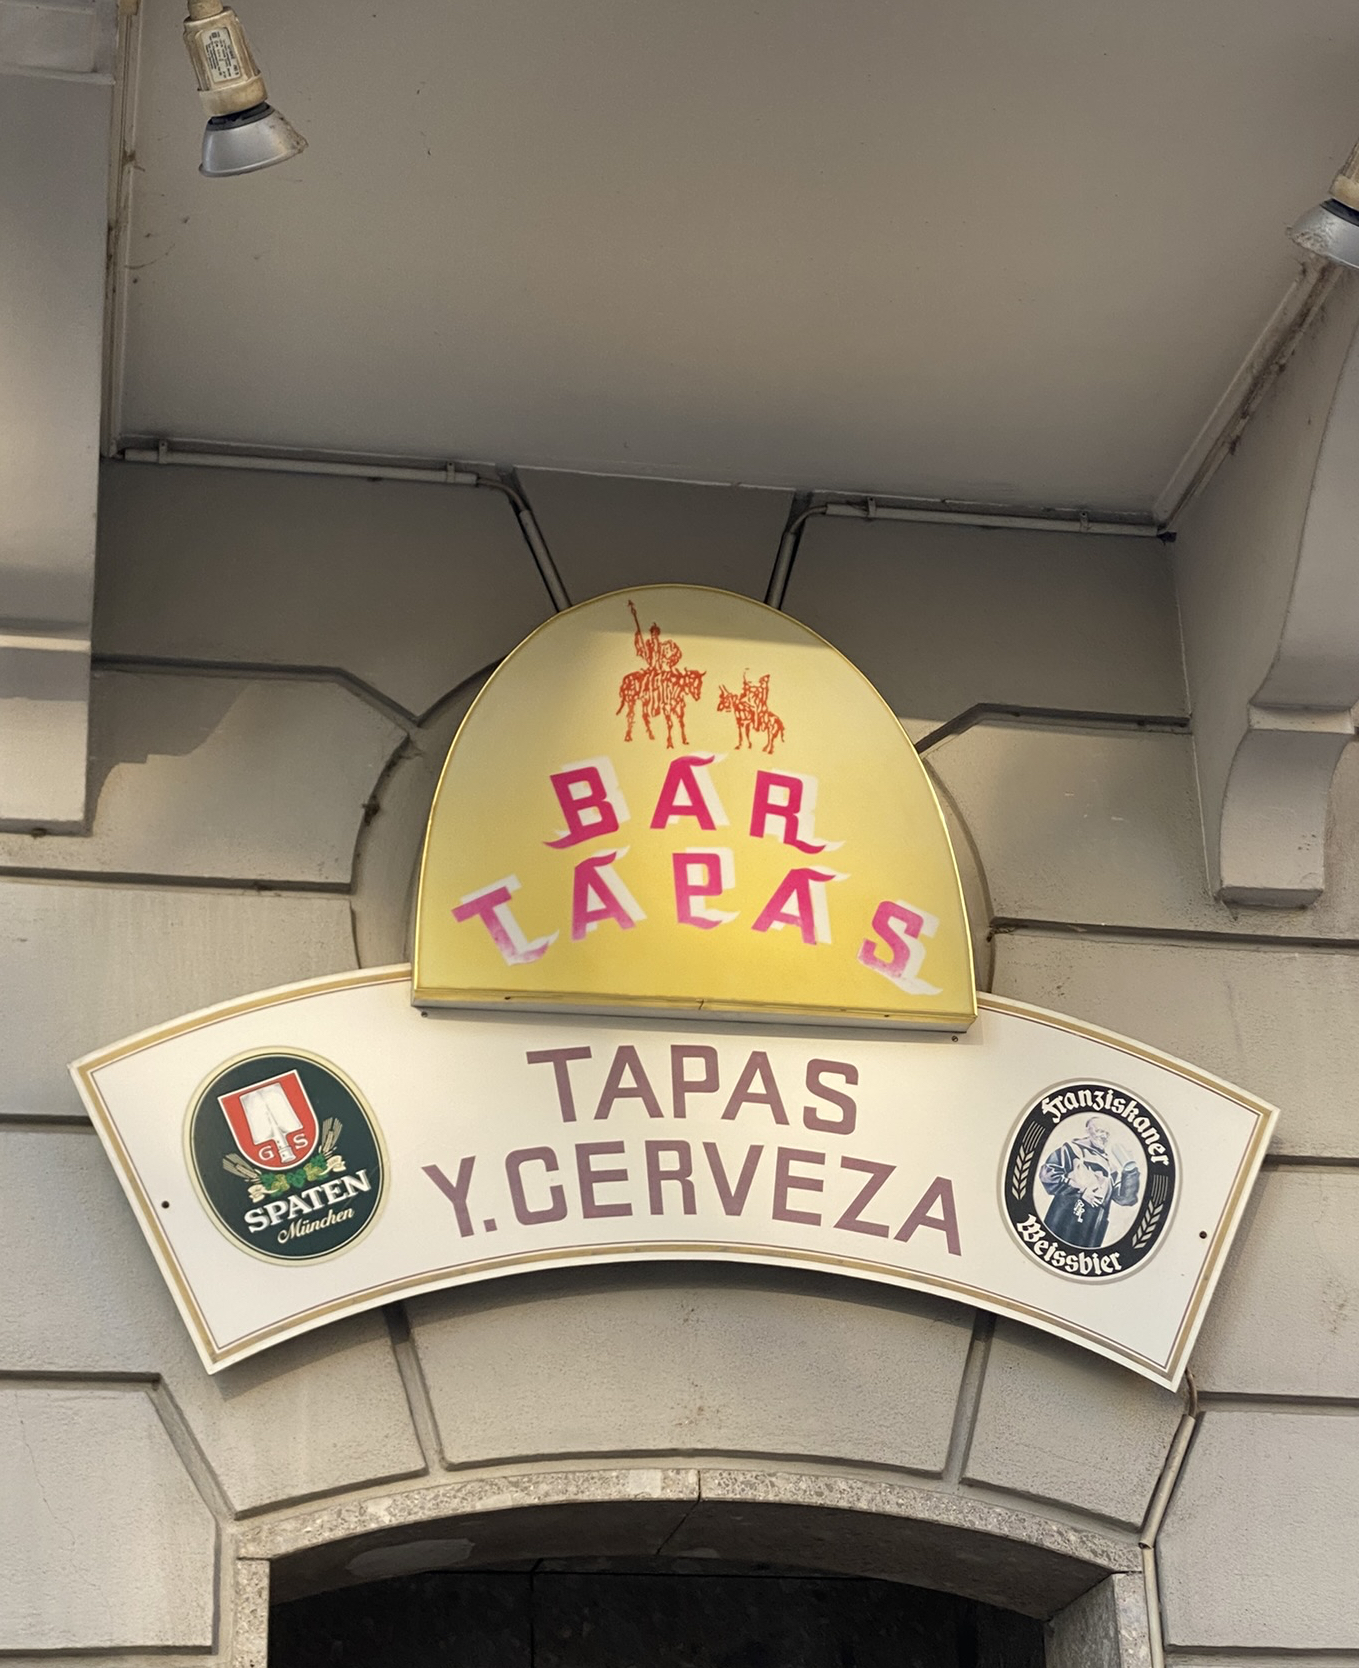 BAR
TAPAS
TAPAS
Y.CERVEZA
G S
SPATEN
München
Franziskaner
Weissbier